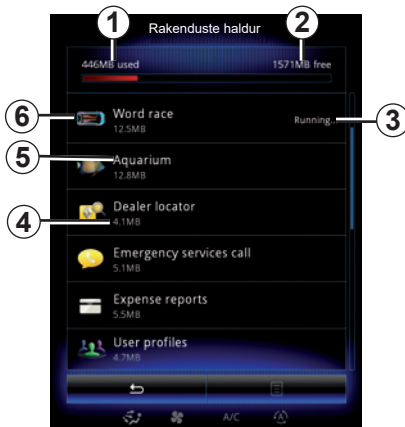 1
2
Rakenduste haldur
446MB used
1571MB free
6
Word race
Running..
3
12.5MB
5
Aquarium
12.8MB
Dealer locator
4
4.1MB
Emergency services call
5.1MB
Expense reports
5.5MB
User profiles
4.7MB
A/C
A